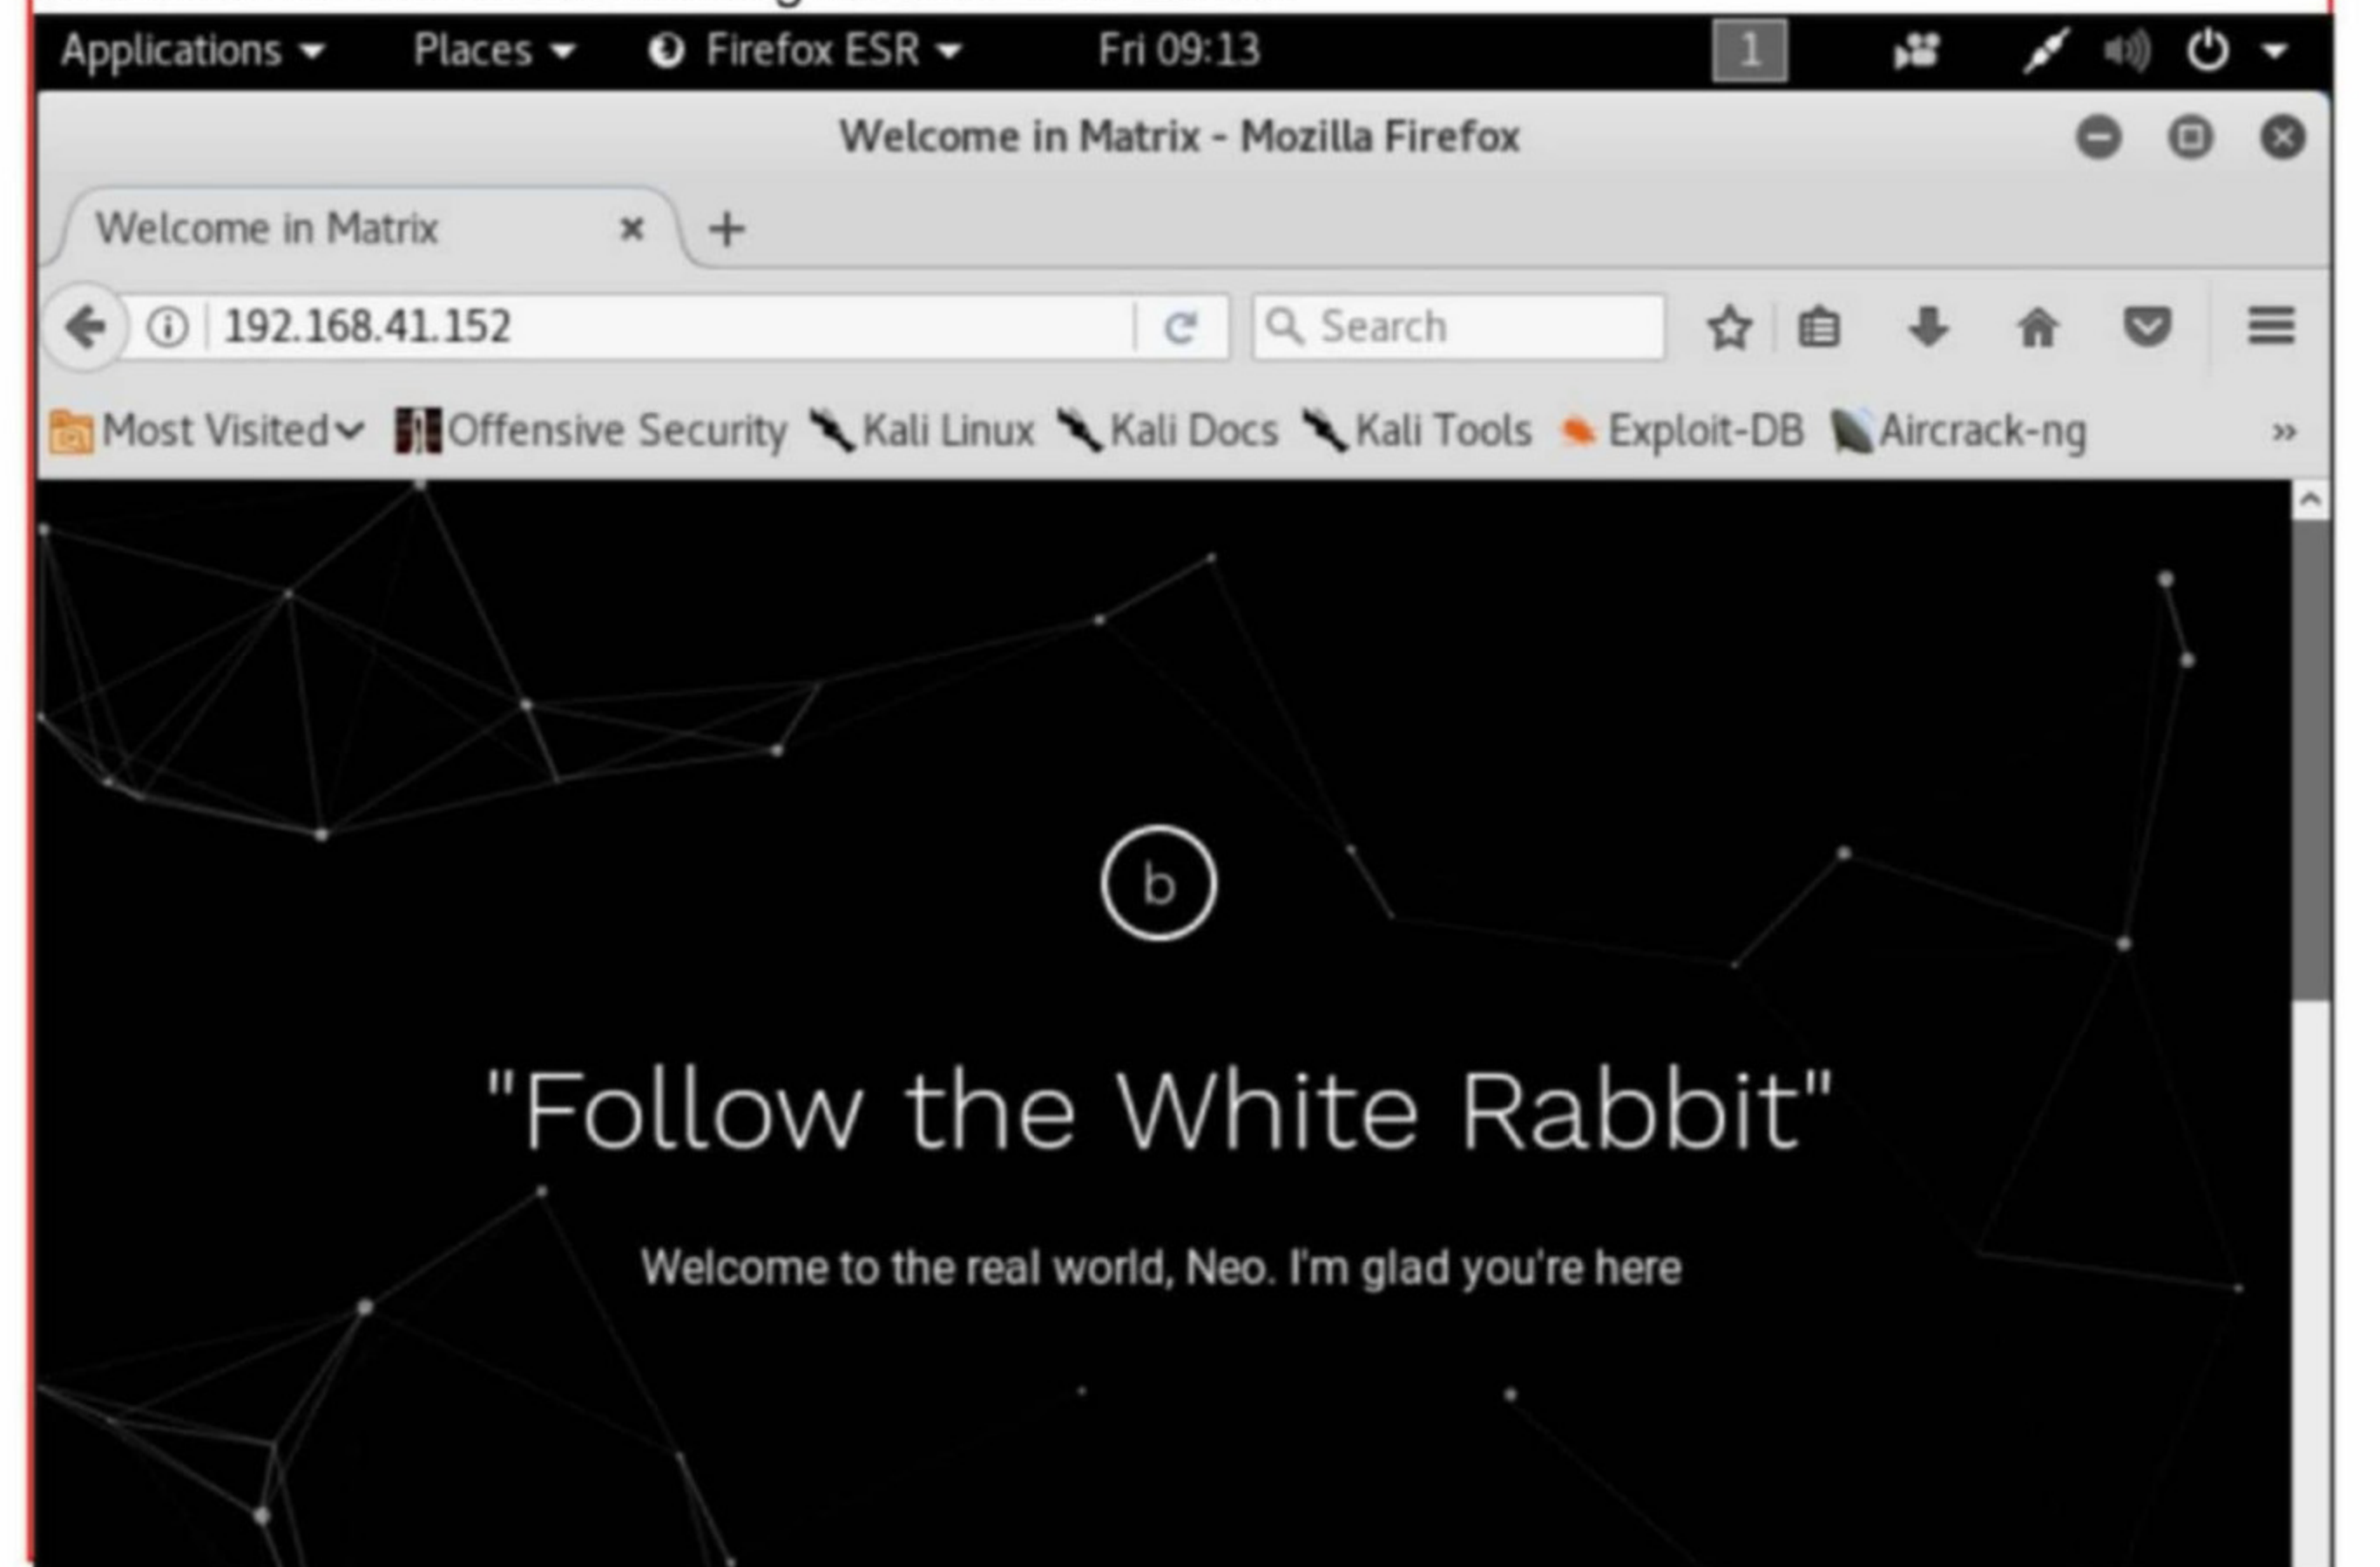 Applications Places Firefox ESR Fri 09:13 1
Welcome in Matrix - Mozilla Firefox
Welcome in Matrix
192.168.41.152 Search
Most Visited Offensive Security Kali Linux Kali Docs Kali Tools Exploit-DB Aircrack-ng »
b
"Follow the White Rabbit"
Welcome to the real world, Neo. I'm glad you're here